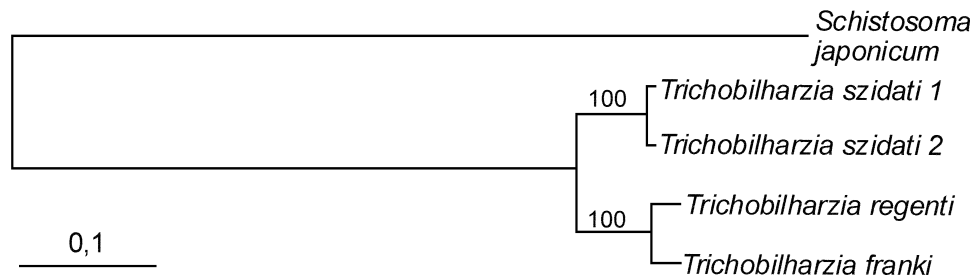 Schistosoma
japonicum
100
Trichobilharzia szidati 1
Trichobilharzia szidati 2
100
Trichobilharzia regenti
Trichobilharzia franki
0,1